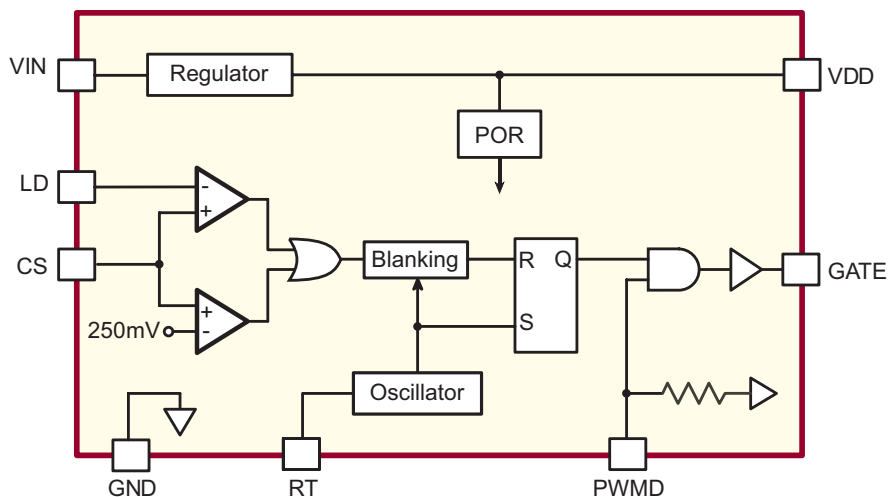 VIN
Regulator
VDD
POR
LD
-
+
CS
Blanking
R
Q
GATE
+
250mV
-
S
Oscillator
GND
RT
PWMD